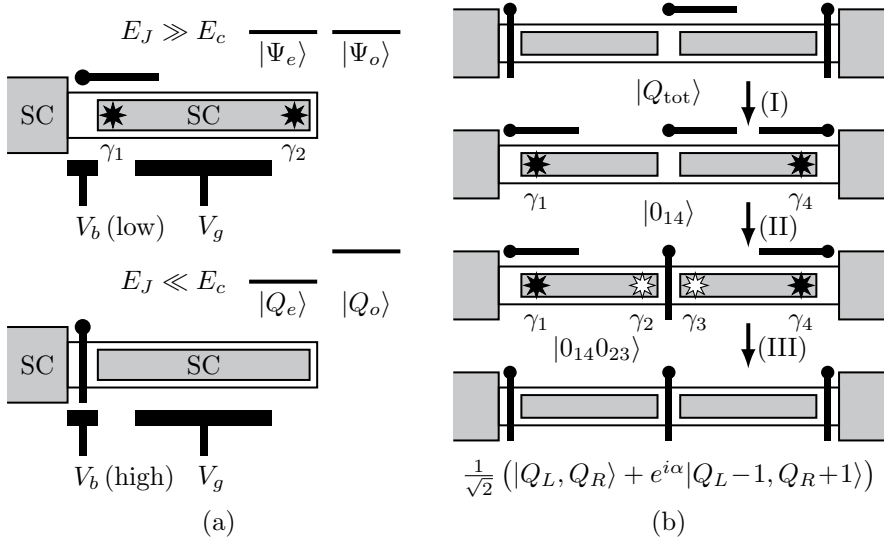 E_J ≫ E_c
|Ψ_e⟩ |Ψ_o⟩
SC SC
γ_1 γ_2
V_b (low) V_g
E_J ≪ E_c
|Q_e⟩ |Q_o⟩
SC SC
V_b (high) V_g
(a)
|Q_tot⟩ (I)
γ_1 |0_14⟩ γ_4
(II)
γ_1 γ_2 γ_3 γ_4
|0_14 0_23⟩ (III)
1/√2 (|Q_L, Q_R⟩ + e^{iα}|Q_L−1, Q_R+1⟩)
(b)